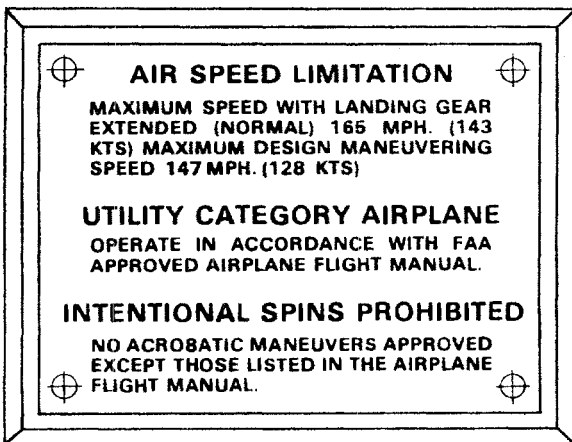 AIR SPEED LIMITATION
MAXIMUM SPEED WITH LANDING GEAR
EXTENDED (NORMAL) 165 MPH. (143
KTS) MAXIMUM DESIGN MANEUVERING
SPEED 147 MPH. (128 KTS)
UTILITY CATEGORY AIRPLANE
OPERATE IN ACCORDANCE WITH FAA
APPROVED AIRPLANE FLIGHT MANUAL.
INTENTIONAL SPINS PROHIBITED
NO ACROBATIC MANEUVERS APPROVED
EXCEPT THOSE LISTED IN THE AIRPLANE
FLIGHT MANUAL.